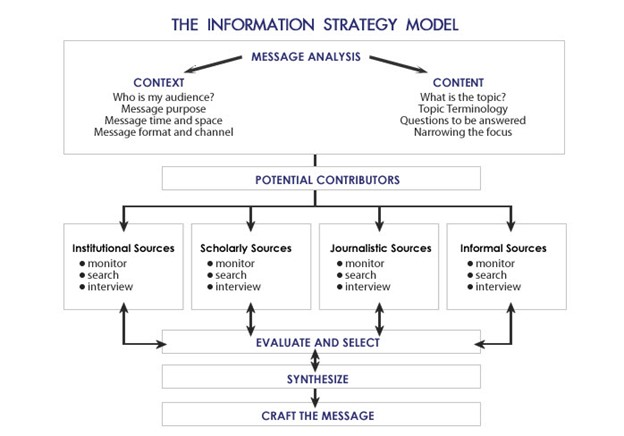 THE INFORMATION STRATEGY MODEL
MESSAGE ANALYSIS
CONTEXT
Who is my audience?
Message purpose
Message time and space
Message format and channel
CONTENT
What is the topic?
Topic Terminology
Questions to be answered
Narrowing the focus
POTENTIAL CONTRIBUTORS
Institutional Sources
● monitor
● search
● interview
Scholarly Sources
● monitor
● search
● interview
Journalistic Sources
● monitor
● search
● interview
Informal Sources
● monitor
● search
● interview
EVALUATE AND SELECT
SYNTHESIZE
CRAFT THE MESSAGE